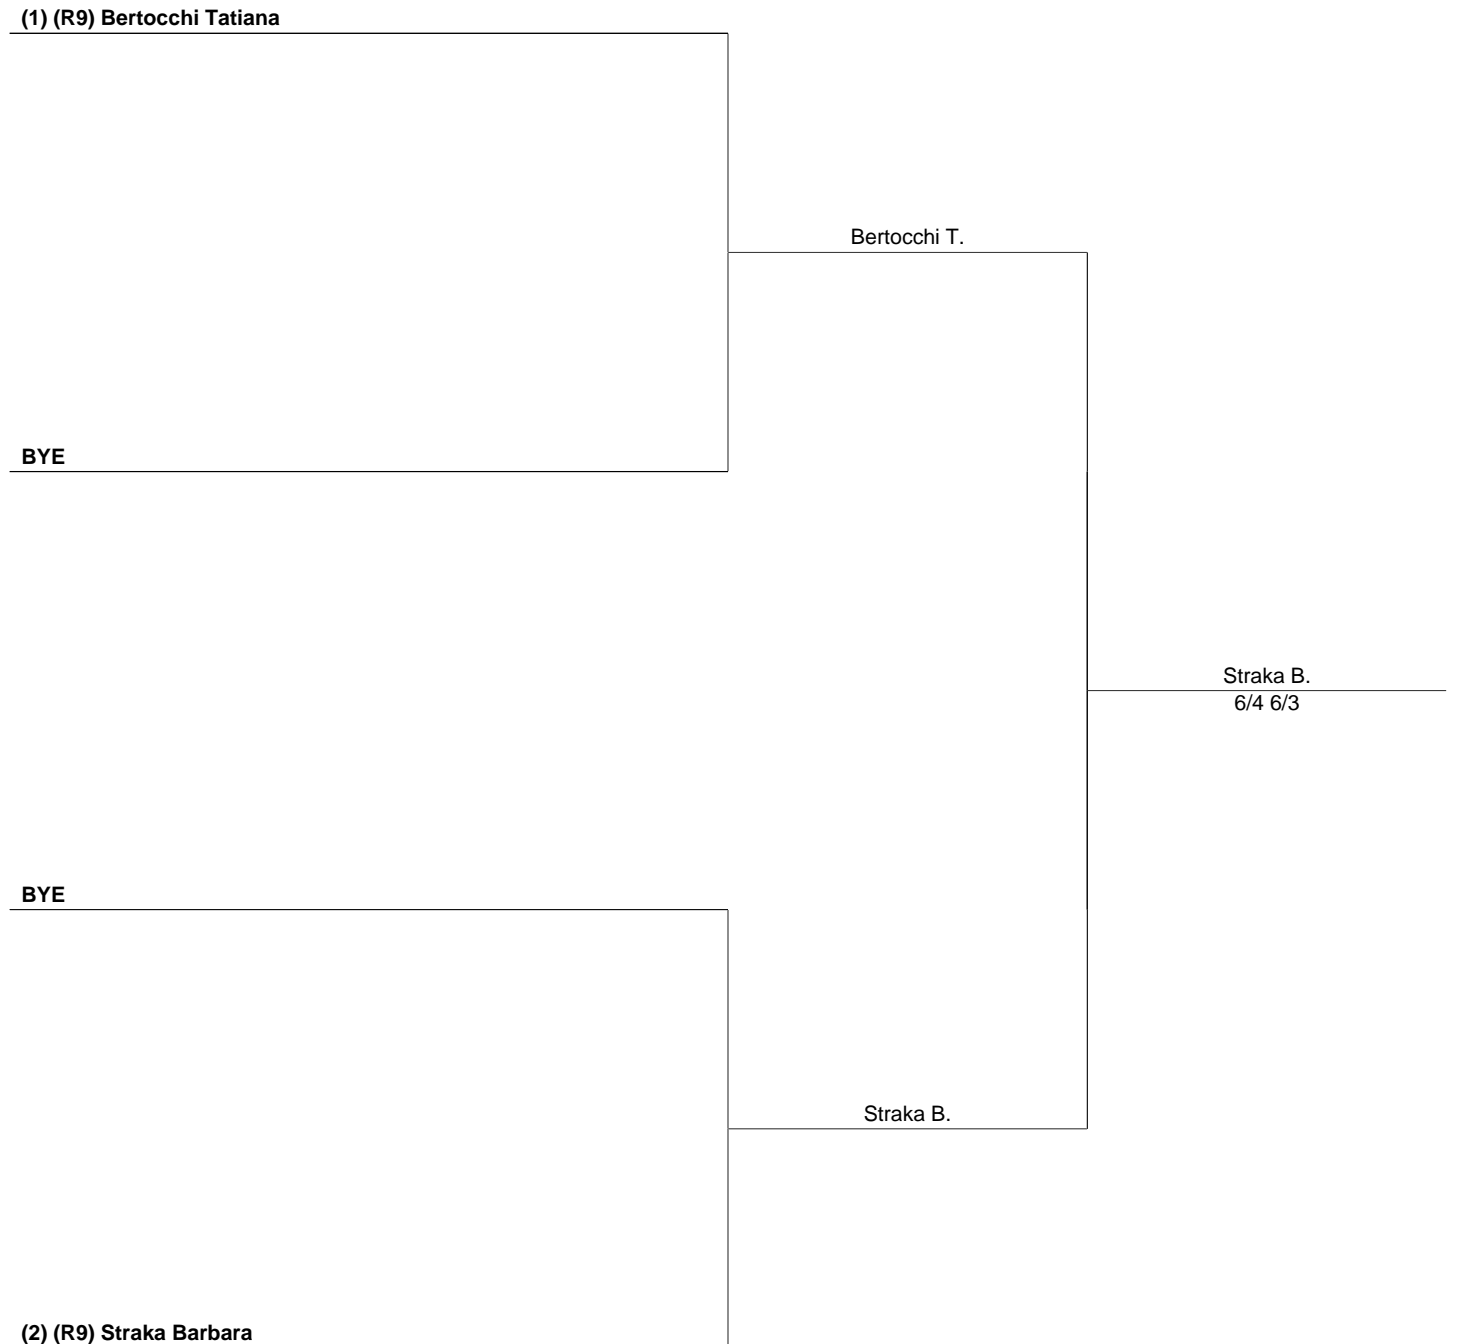 (1) (R9) Bertocchi Tatiana
Bertocchi T.
BYE
Straka B.
6/4 6/3
BYE
Straka B.
(2) (R9) Straka Barbara